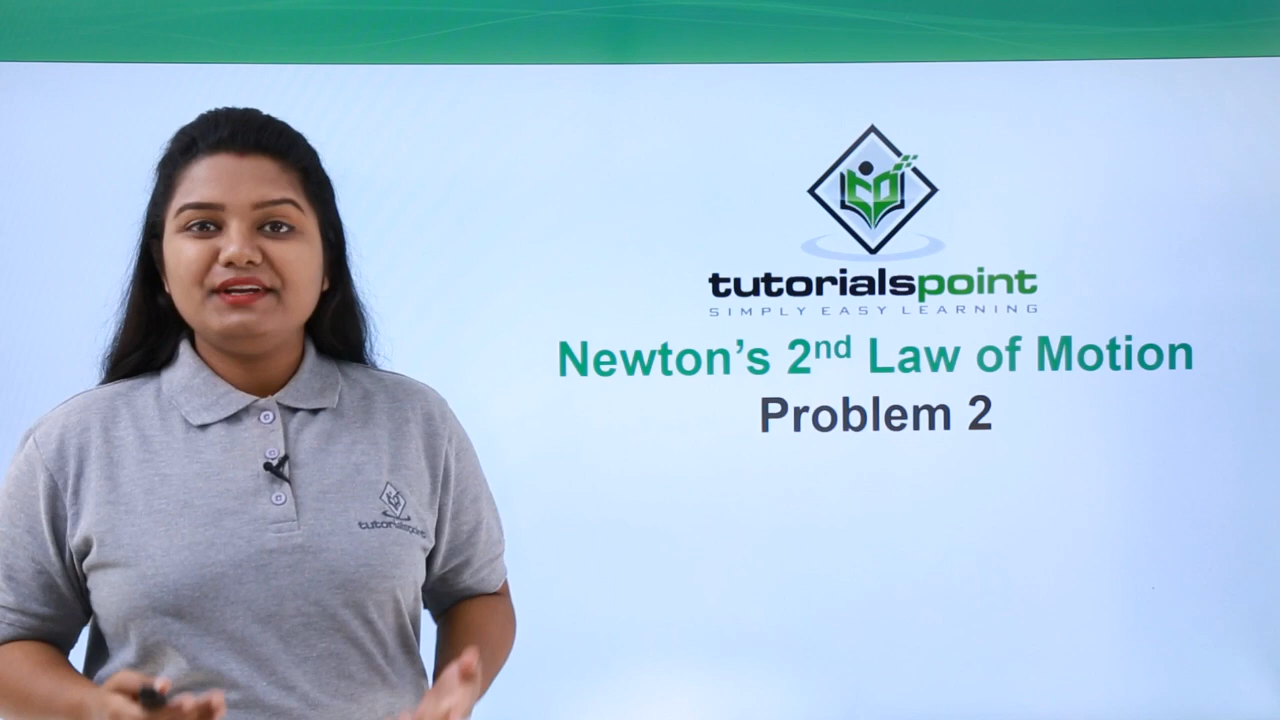 tutorialspoint
SIMPLY EASY LEARNING
Newton's 2nd Law of Motion
Problem 2
tutorialspoint